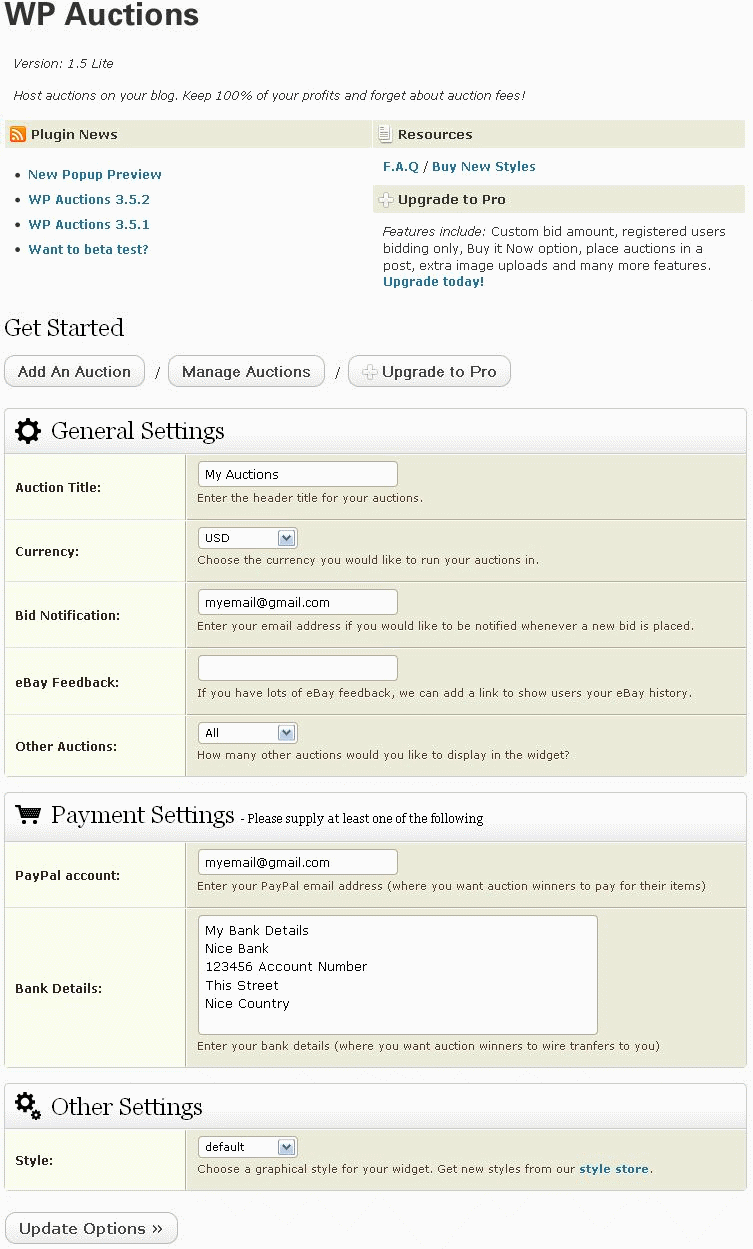 WP Auctions
Version: 1.5 Lite
Host auctions on your blog. Keep 100% of your profits and forget about auction fees!
Plugin News
New Popup Preview
WP Auctions 3.5.2
WP Auctions 3.5.1
Want to beta test?
Resources
F.A.Q / Buy New Styles
Upgrade to Pro
Features include: Custom bid amount, registered users
bidding only, Buy it Now option, place auctions in a
post, extra image uploads and many more features.
Upgrade today!
Get Started
Add An Auction / Manage Auctions / Upgrade to Pro
General Settings
Auction Title:
My Auctions
Enter the header title for your auctions.
Currency:
USD
Choose the currency you would like to run your auctions in.
Bid Notification:
myemail@gmail.com
Enter your email address if you would like to be notified whenever a new bid is placed.
eBay Feedback:
If you have lots of eBay feedback, we can add a link to show users your eBay history.
Other Auctions:
All
How many other auctions would you like to display in the widget?
Payment Settings - Please supply at least one of the following
PayPal account:
myemail@gmail.com
Enter your PayPal email address (where you want auction winners to pay for their items)
Bank Details:
My Bank Details
Nice Bank
123456 Account Number
This Street
Nice Country
Enter your bank details (where you want auction winners to wire tranfers to you)
Other Settings
Style:
default
Choose a graphical style for your widget. Get new styles from our style store.
Update Options »